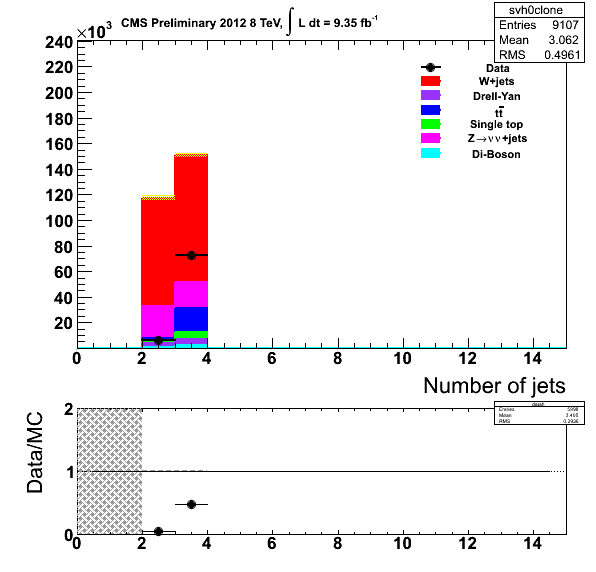 CMS Preliminary 2012 8 TeV, ∫ L dt = 9.35 fb⁻¹
svh0clone
Entries 9107
Mean 3.062
RMS 0.4961
×10³
240
220
200
180
160
140
120
100
80
60
40
20
0 2 4 6 8 10 12 14
Data
W+jets
Drell-Yan
tt̅
Single top
Z→νν+jets
Di-Boson
Number of jets
Data/MC
2
1
0
0 2 4 6 8 10 12 14
Entries
Mean
RMS